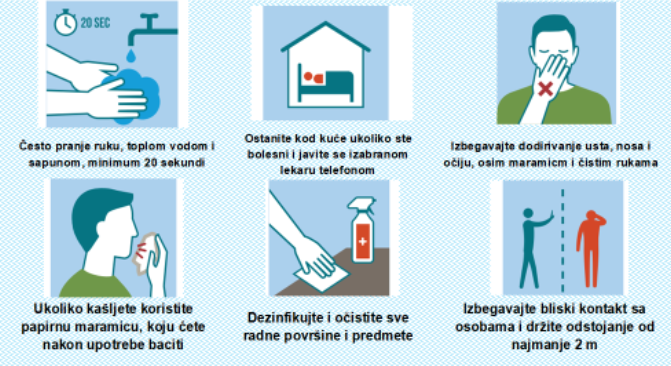 20 SEC
Često pranje ruku, toplom vodom i
sapunom, minimum 20 sekundi
Ostanite kod kuće ukoliko ste
bolesni i javite se izabranom
lekaru telefonom
Izbegavajte dodirivanje usta, nosa i
očiju, osim maramicm i čistim rukama
Ukoliko kašljete koristite
papirnu maramicu, koju ćete
nakon upotrebe baciti
Dezinfikujte i očistite sve
radne površine i predmete
Izbegavajte bliski kontakt sa
osobama i držite odstojanje od
najmanje 2 m